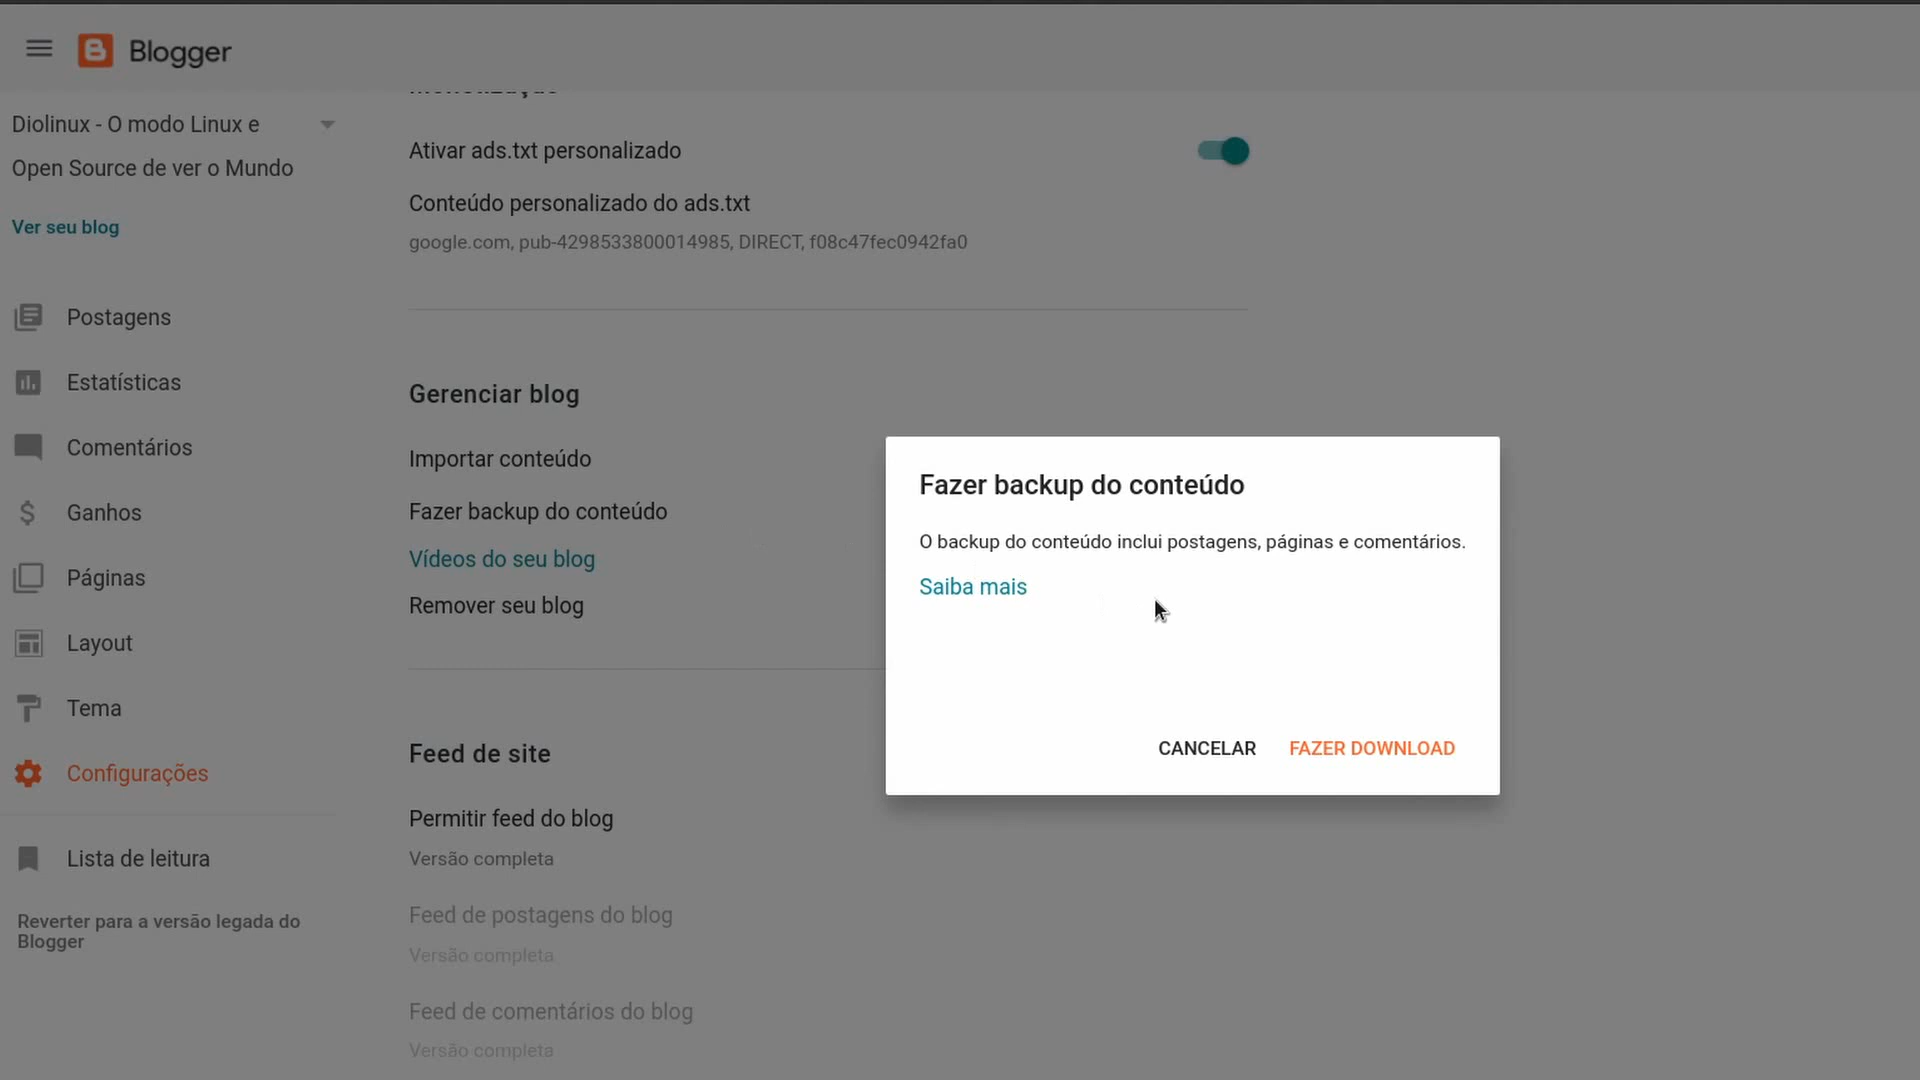 Blogger
Diolinux - O modo Linux e
Open Source de ver o Mundo
Ver seu blog
Postagens
Estatísticas
Comentários
Ganhos
Páginas
Layout
Tema
Configurações
Lista de leitura
Reverter para a versão legada do
Blogger
Ativar ads.txt personalizado
Conteúdo personalizado do ads.txt
google.com, pub-4298533800014985, DIRECT, f08c47fec0942fa0
Gerenciar blog
Importar conteúdo
Fazer backup do conteúdo
Vídeos do seu blog
Remover seu blog
Feed de site
Permitir feed do blog
Versão completa
Feed de postagens do blog
Versão completa
Feed de comentários do blog
Versão completa
Fazer backup do conteúdo
O backup do conteúdo inclui postagens, páginas e comentários.
Saiba mais
CANCELAR FAZER DOWNLOAD